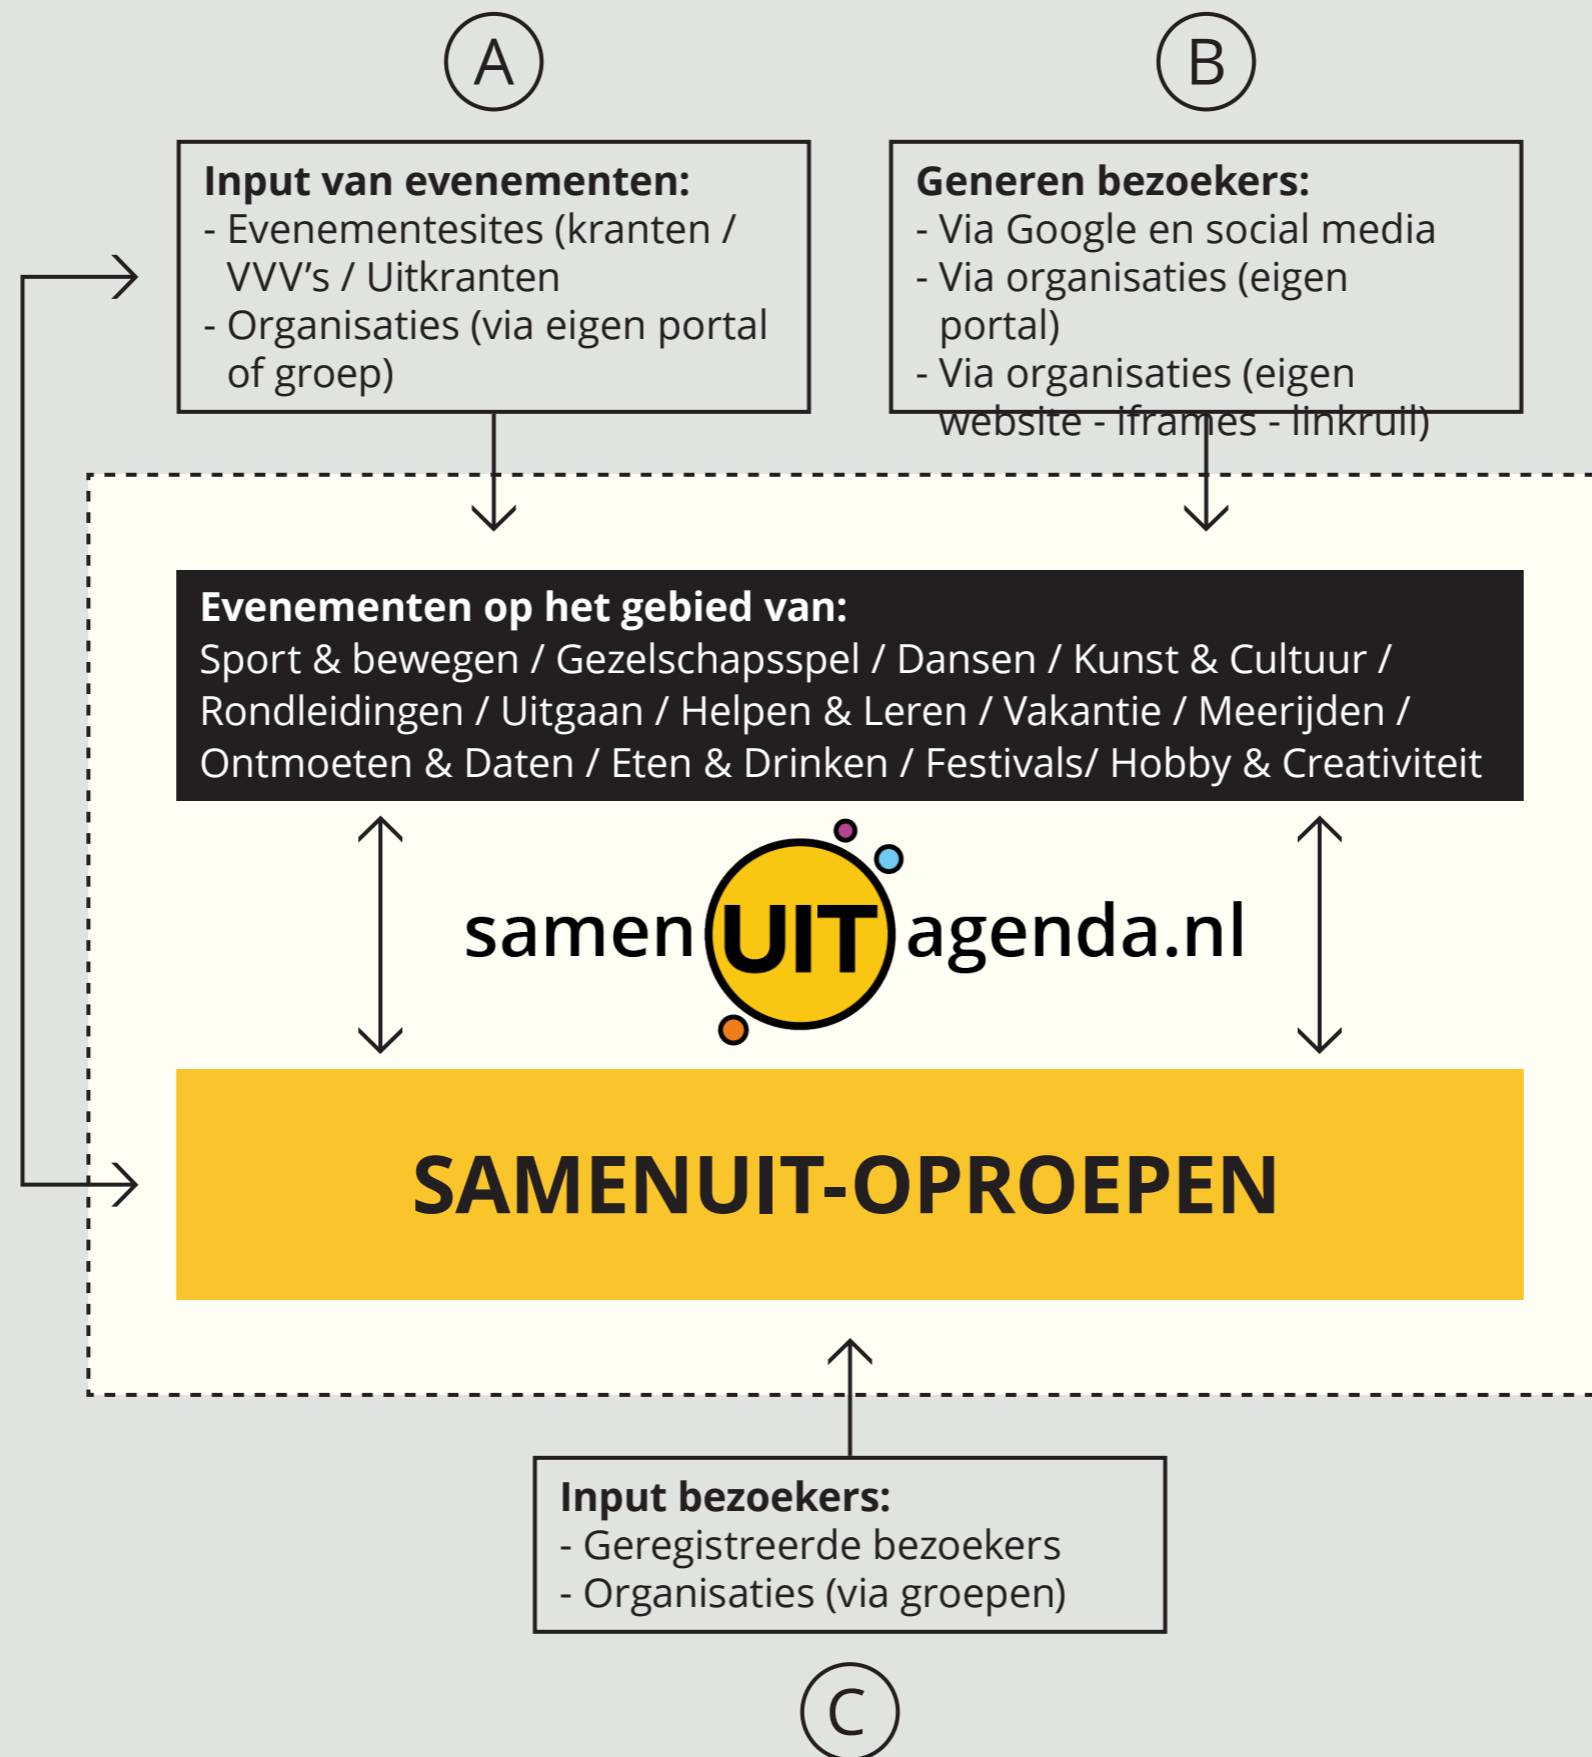 A
Input van evenementen:
- Evenementesites (kranten /
VVV’s / Uitkranten
- Organisaties (via eigen portal
of groep)
B
Generen bezoekers:
- Via Google en social media
- Via organisaties (eigen
portal)
- Via organisaties (eigen
website - iframes - linkruil)
Evenementen op het gebied van:
Sport & bewegen / Gezelschapsspel / Dansen / Kunst & Cultuur /
Rondleidingen / Uitgaan / Helpen & Leren / Vakantie / Meerijden /
Ontmoeten & Daten / Eten & Drinken / Festivals/ Hobby & Creativiteit
samen UIT agenda.nl
SAMENUIT-OPROEPEN
Input bezoekers:
- Geregistreerde bezoekers
- Organisaties (via groepen)
C